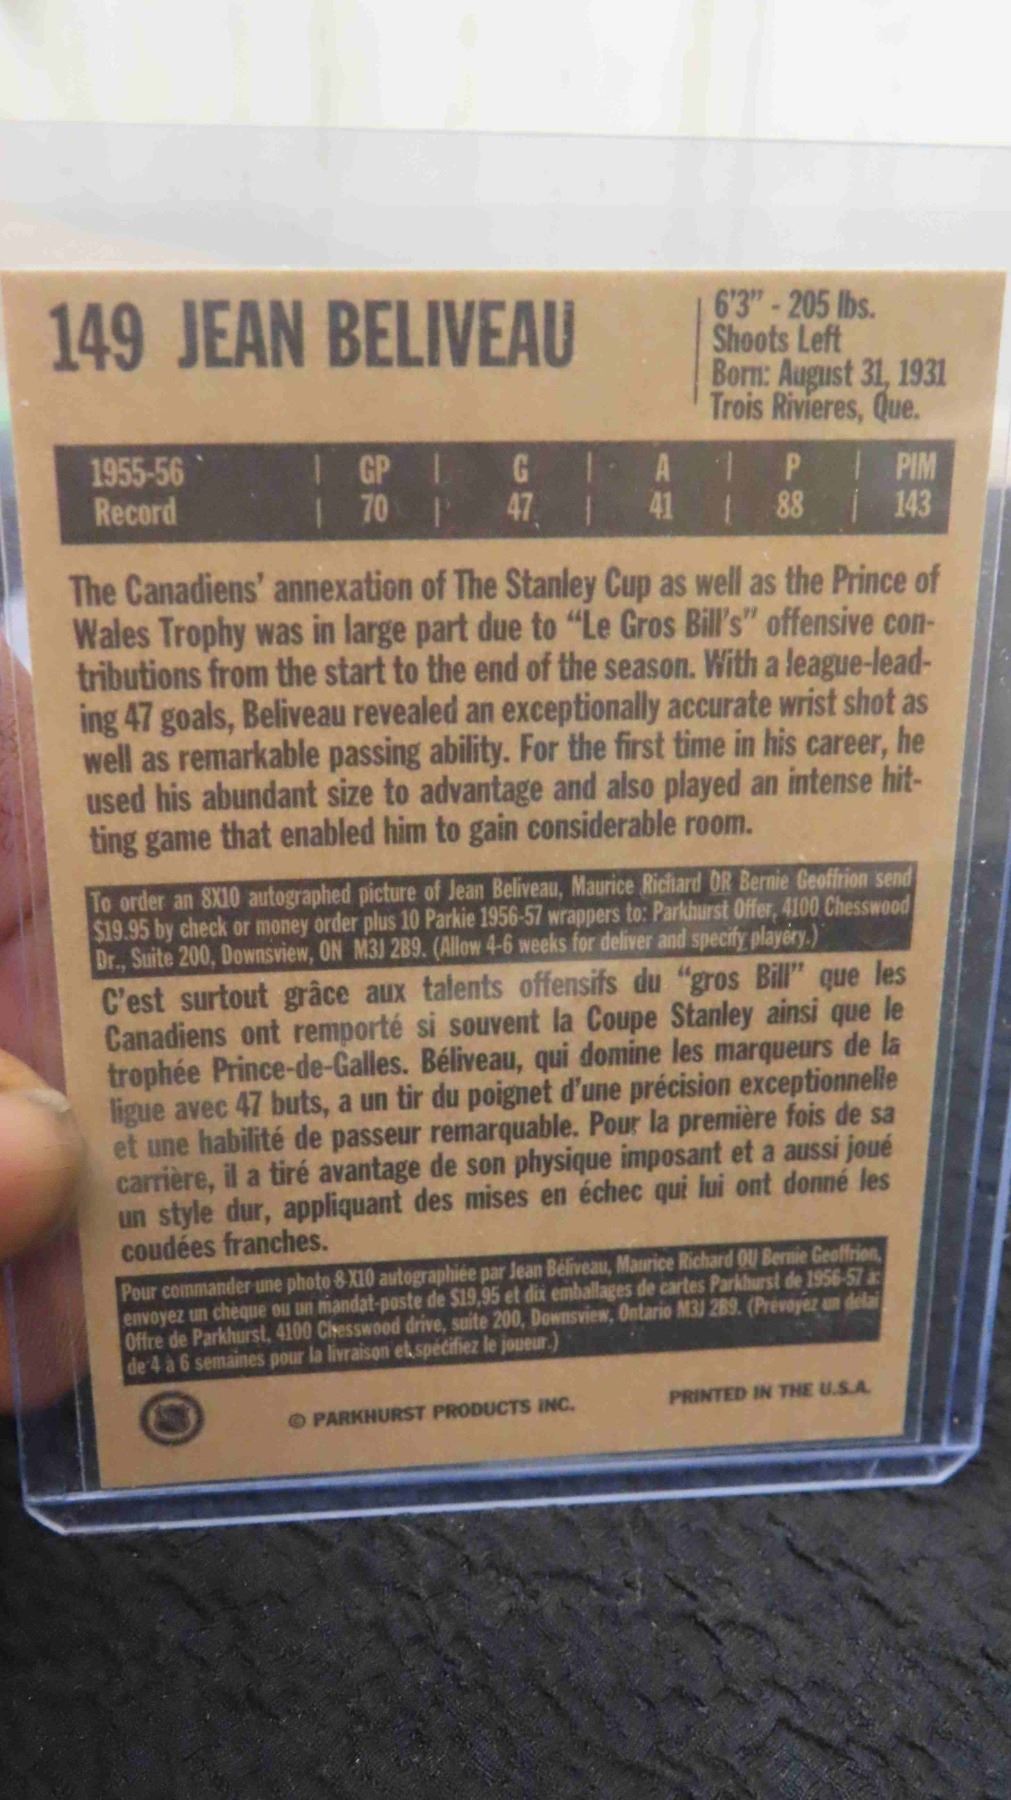 149 JEAN BELIVEAU
6'3" - 205 lbs.
Shoots Left
Born: August 31, 1931
Trois Rivieres, Que.
1955-56 | GP | G | A | P | PIM
Record | 70 | 47 | 41 | 88 | 143
The Canadiens' annexation of The Stanley Cup as well as the Prince of
Wales Trophy was in large part due to "Le Gros Bill's" offensive con-
tributions from the start to the end of the season. With a league-lead-
ing 47 goals, Beliveau revealed an exceptionally accurate wrist shot as
well as remarkable passing ability. For the first time in his career, he
used his abundant size to advantage and also played an intense hit-
ting game that enabled him to gain considerable room.
To order an 8X10 autographed picture of Jean Beliveau, Maurice Richard OR Bernie Geoffrion send
$19.95 by check or money order plus 10 Parkie 1956-57 wrappers to: Parkhurst Offer, 4100 Chesswood
Dr., Suite 200, Downsview, ON M3J 2B9. (Allow 4-6 weeks for deliver and specify playery.)
C'est surtout grâce aux talents offensifs du "gros Bill" que les
Canadiens ont remporté si souvent la Coupe Stanley ainsi que le
trophée Prince-de-Galles. Béliveau, qui domine les marqueurs de la
ligue avec 47 buts, a un tir du poignet d'une précision exceptionnelle
et une habilité de passeur remarquable. Pour la première fois de sa
carrière, il a tiré avantage de son physique imposant et a aussi joué
un style dur, appliquant des mises en échec qui lui ont donné les
coudées franches.
Pour commander une photo 8 X10 autographiée par Jean Béliveau, Maurice Richard OU Bernie Geoffrion,
envoyez un chèque ou un mandat-poste de $19,95 et dix emballages de cartes Parkhurst de 1956-57 à:
Offre de Parkhurst, 4100 Chesswood drive, suite 200, Downsview, Ontario M3J 2B9. (Prévoyez un délai
de 4 à 6 semaines pour la livraison et spécifiez le joueur.)
© PARKHURST PRODUCTS INC.
PRINTED IN THE U.S.A.